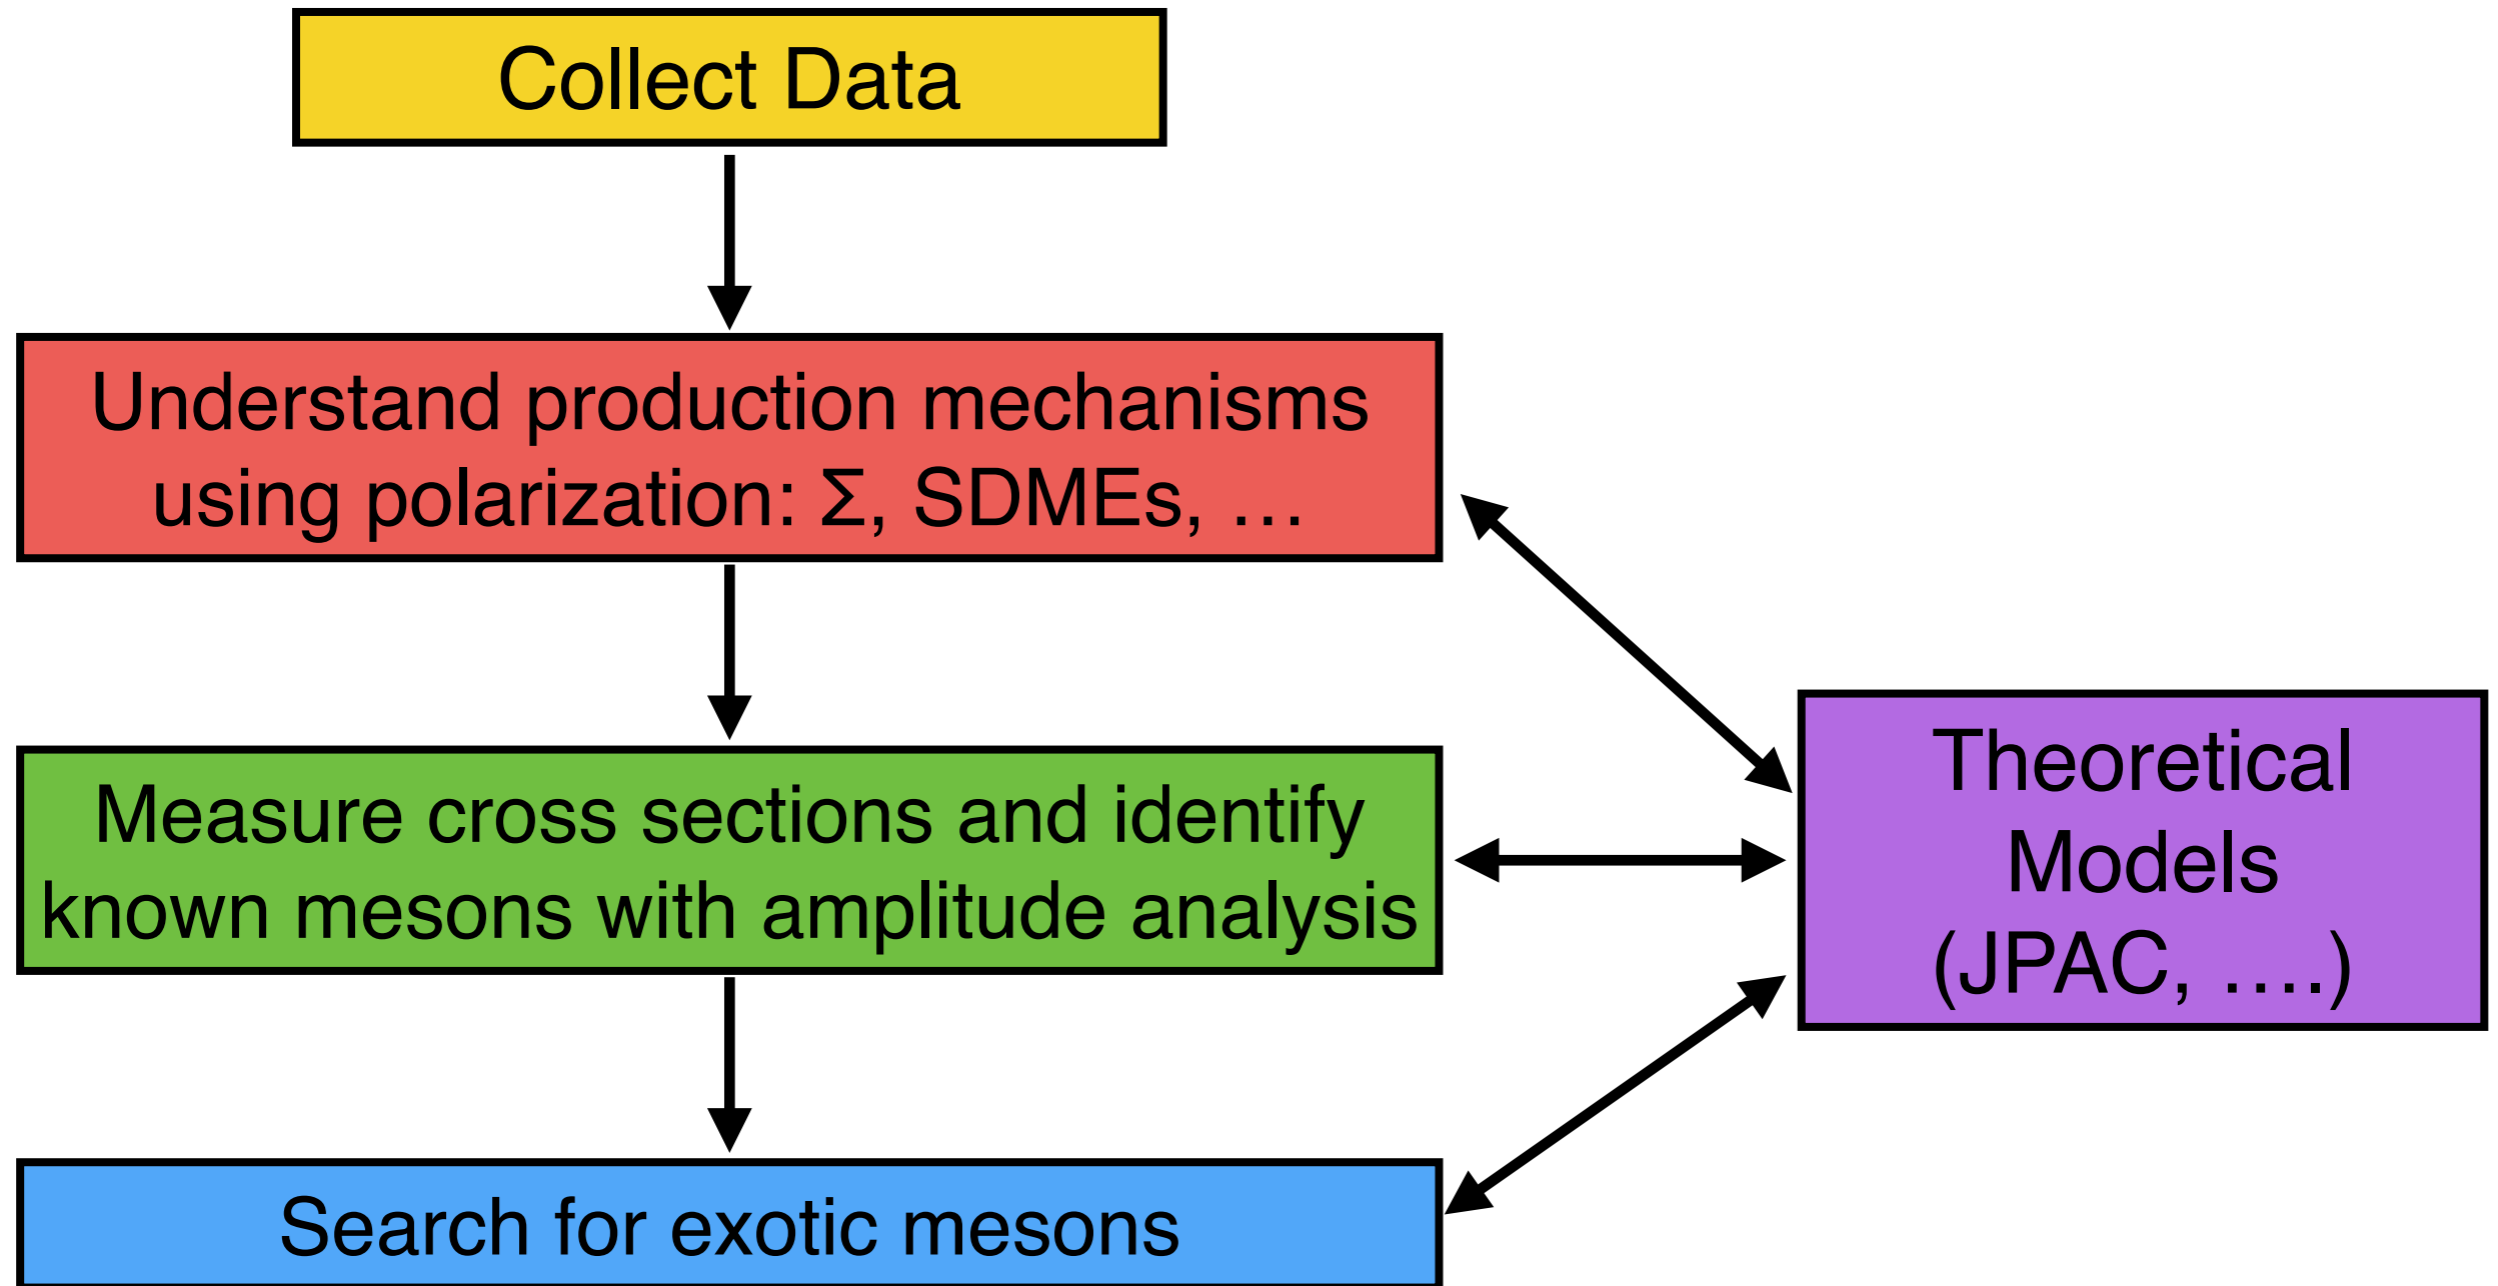 Collect Data
Understand production mechanisms
using polarization: Σ, SDMEs, …
Measure cross sections and identify
known mesons with amplitude analysis
Theoretical
Models
(JPAC, ….)
Search for exotic mesons